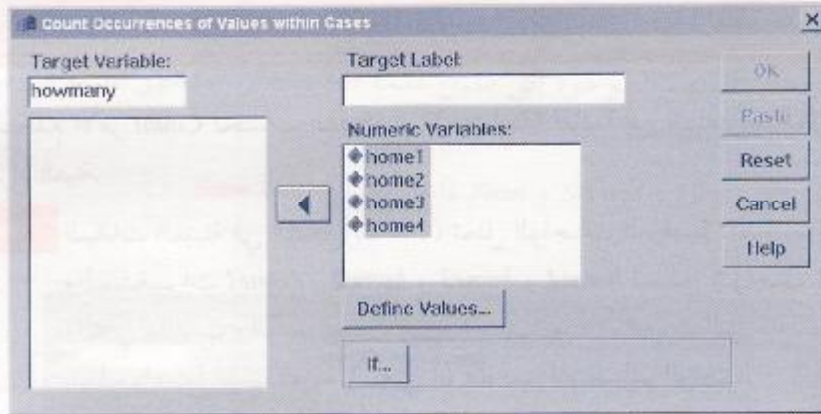 Count Occurrences of Values within Cases
Target Variable:
howmany
Target Label:
Numeric Variables:
home1
home2
home3
home4
Define Values...
If...
OK
Paste
Reset
Cancel
Help